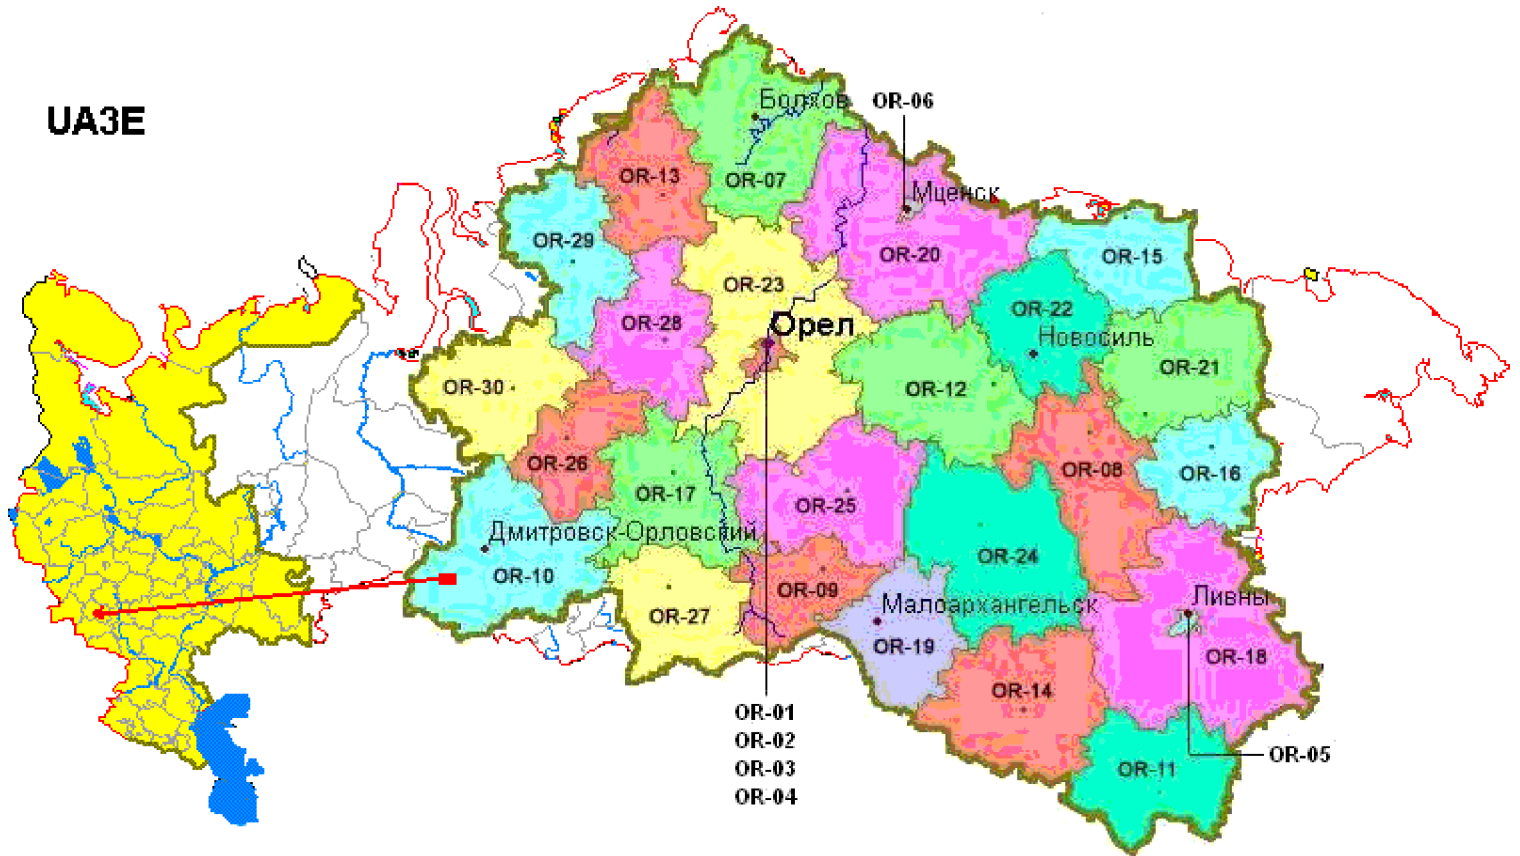 UA3E
Болхов
OR-06
OR-13
OR-07
Мценск
OR-29
OR-20
OR-15
OR-23
OR-22
OR-28
Орел
Новосиль
OR-21
OR-30
OR-12
OR-26
OR-08
OR-16
OR-17
OR-25
Дмитровск-Орловский
OR-24
OR-10
OR-09
Ливны
Малоархангельск
OR-27
OR-19
OR-18
OR-14
OR-01
OR-02
OR-03
OR-04
OR-05
OR-11